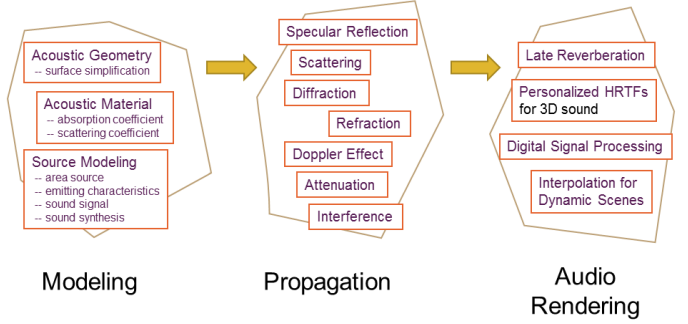 Acoustic Geometry
-- surface simplification
Acoustic Material
-- absorption coefficient
-- scattering coefficient
Source Modeling
-- area source
-- emitting characteristics
-- sound signal
-- sound synthesis
Modeling
Specular Reflection
Scattering
Diffraction
Refraction
Doppler Effect
Attenuation
Interference
Propagation
Late Reverberation
Personalized HRTFs
for 3D sound
Digital Signal Processing
Interpolation for
Dynamic Scenes
Audio
Rendering